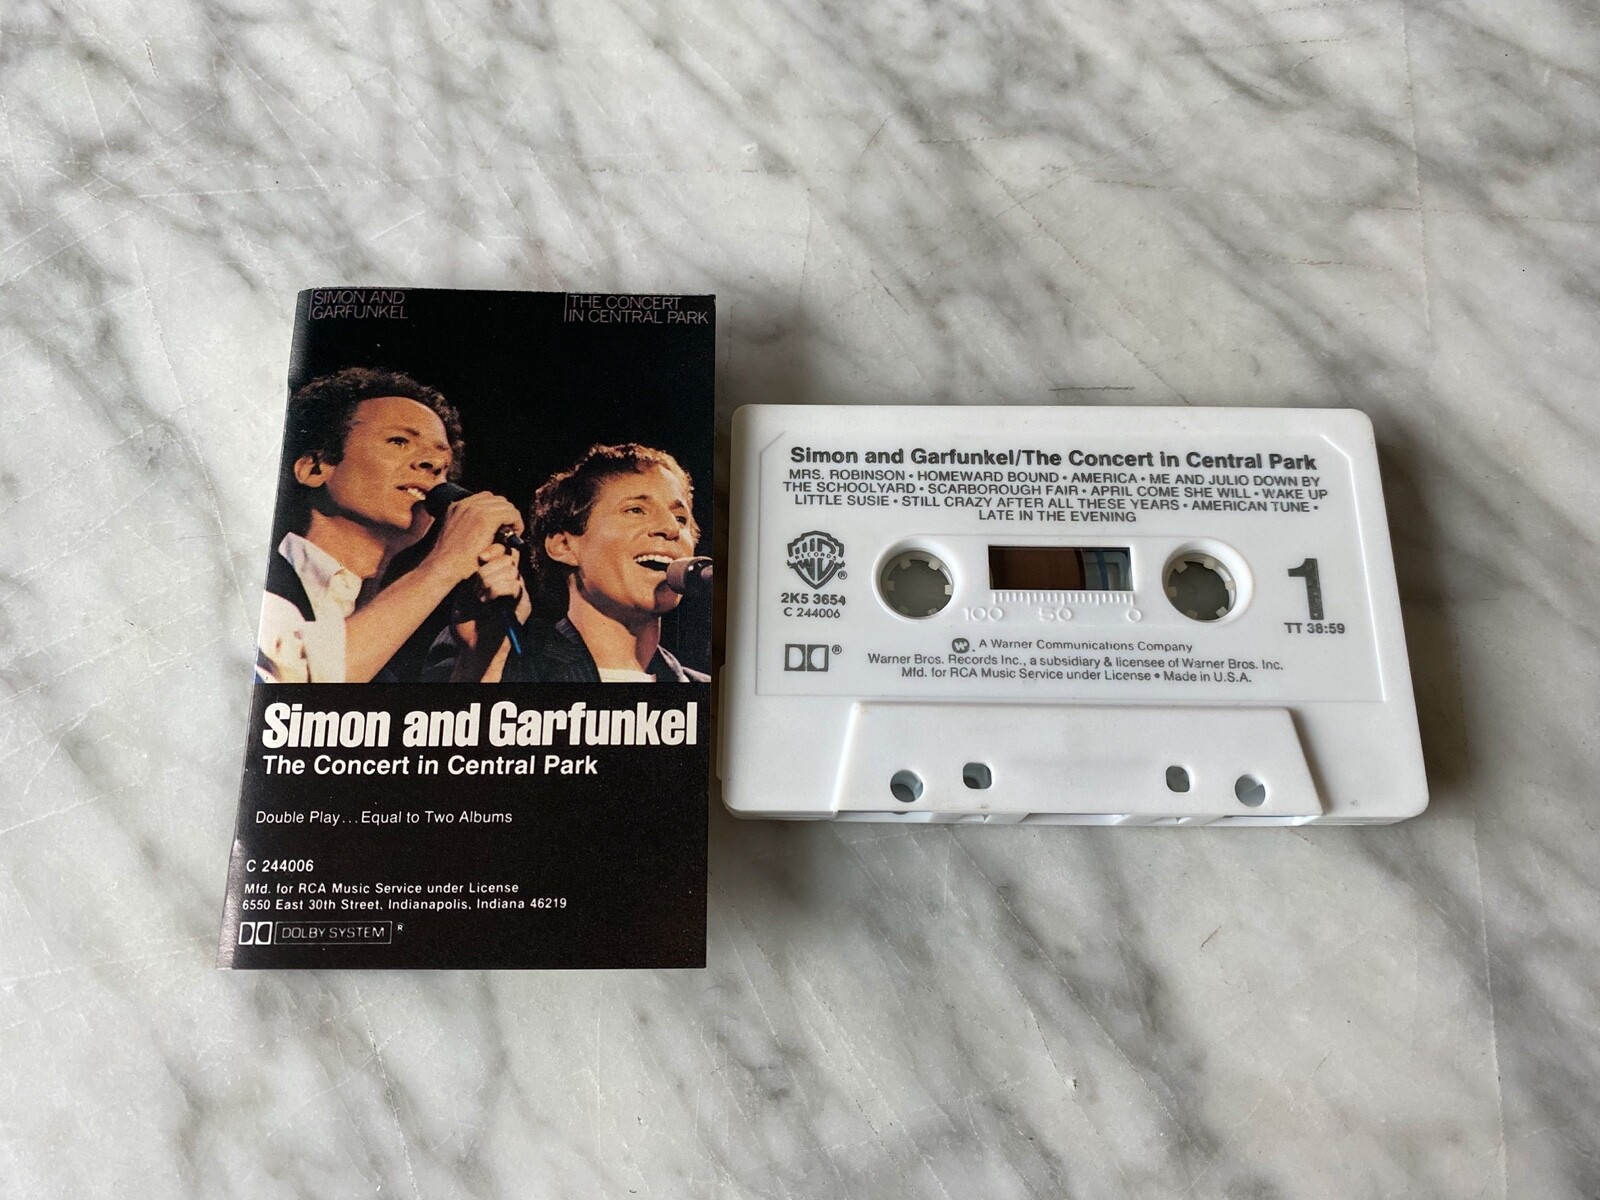 SIMON AND
GARFUNKEL
THE CONCERT
IN CENTRAL PARK
Simon and Garfunkel
The Concert in Central Park
Double Play...Equal to Two Albums
C 244006
Mfd. for RCA Music Service under License
6550 East 30th Street, Indianapolis, Indiana 46219
DOLBY SYSTEM ®
Simon and Garfunkel/The Concert in Central Park
MRS. ROBINSON • HOMEWARD BOUND • AMERICA • ME AND JULIO DOWN BY
THE SCHOOLYARD • SCARBOROUGH FAIR • APRIL COME SHE WILL • WAKE UP
LITTLE SUSIE • STILL CRAZY AFTER ALL THESE YEARS • AMERICAN TUNE •
LATE IN THE EVENING
WB
RECORDS
®
2K5 3654
C 244006
100 50 0
1
TT 38:59
®
A Warner Communications Company
Warner Bros. Records Inc., a subsidiary & licensee of Warner Bros. Inc.
Mfd. for RCA Music Service under License • Made in U.S.A.